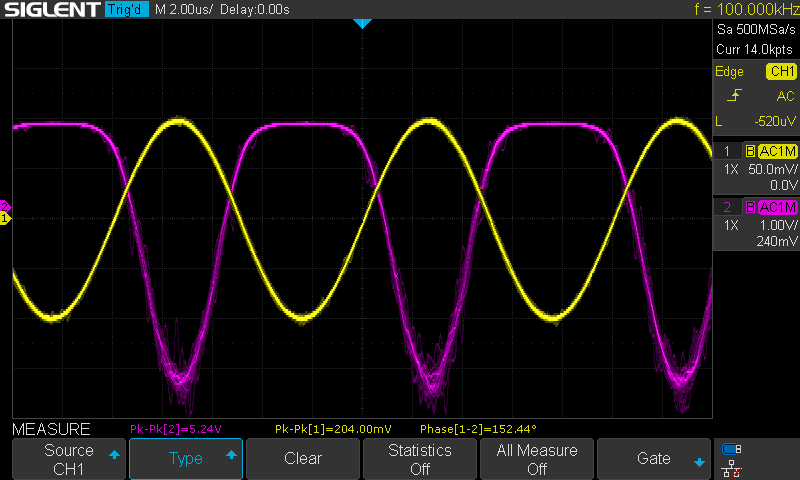 SIGLENT Trig'd M 2.00us/ Delay:0.00s f = 100.000kHz
Sa 500MSa/s
Curr 14.0kpts
Edge CH1
AC
L -520uV
1 B AC1M
1X 50.0mV/
0.0V
2 B AC1M
1X 1.00V/
240mV
2
1
MEASURE Pk-Pk[2]=5.24V Pk-Pk[1]=204.00mV Phase[1-2]=152.44°
Source
CH1
Type
Clear
Statistics
Off
All Measure
Off
Gate